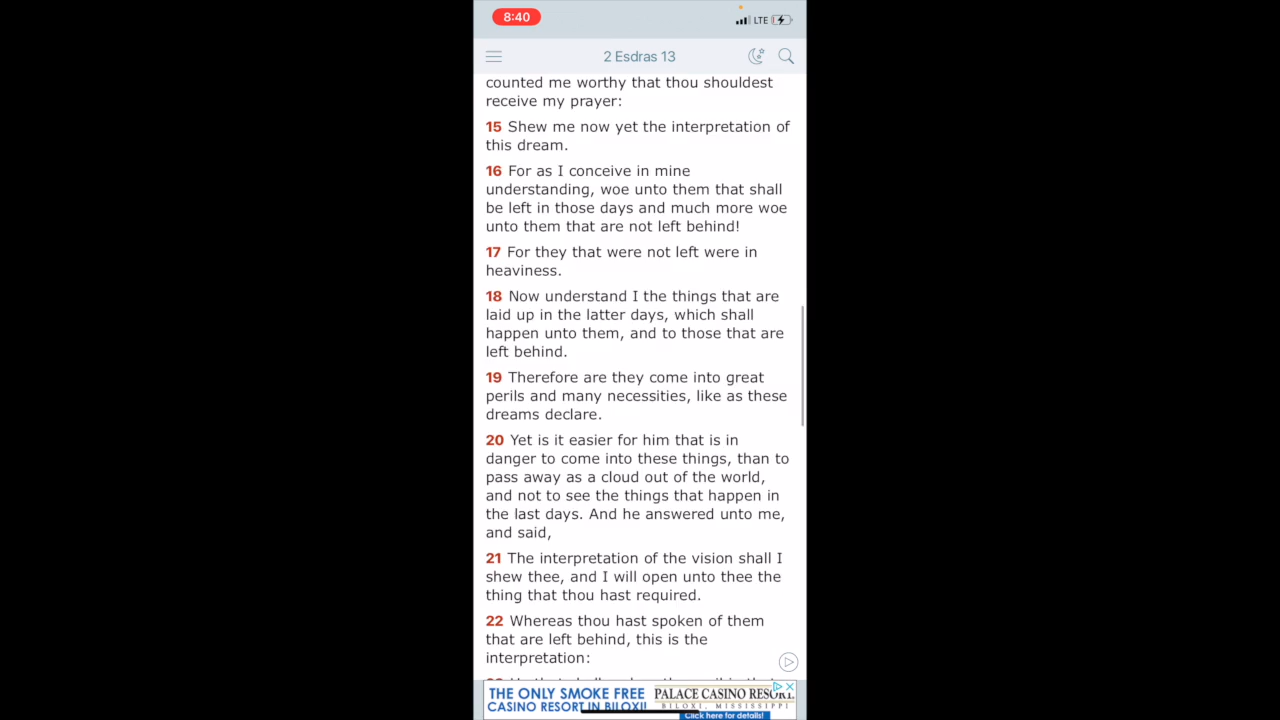 8:40
LTE
2 Esdras 13
counted me worthy that thou shouldest
receive my prayer:
15 Shew me now yet the interpretation of
this dream.
16 For as I conceive in mine
understanding, woe unto them that shall
be left in those days and much more woe
unto them that are not left behind!
17 For they that were not left were in
heaviness.
18 Now understand I the things that are
laid up in the latter days, which shall
happen unto them, and to those that are
left behind.
19 Therefore are they come into great
perils and many necessities, like as these
dreams declare.
20 Yet is it easier for him that is in
danger to come into these things, than to
pass away as a cloud out of the world,
and not to see the things that happen in
the last days. And he answered unto me,
and said,
21 The interpretation of the vision shall I
shew thee, and I will open unto thee the
thing that thou hast required.
22 Whereas thou hast spoken of them
that are left behind, this is the
interpretation:
THE ONLY SMOKE FREE
CASINO RESORT IN BILOXI!
PALACE CASINO RESORT.
BILOXI, MISSISSIPPI
Click here for details!